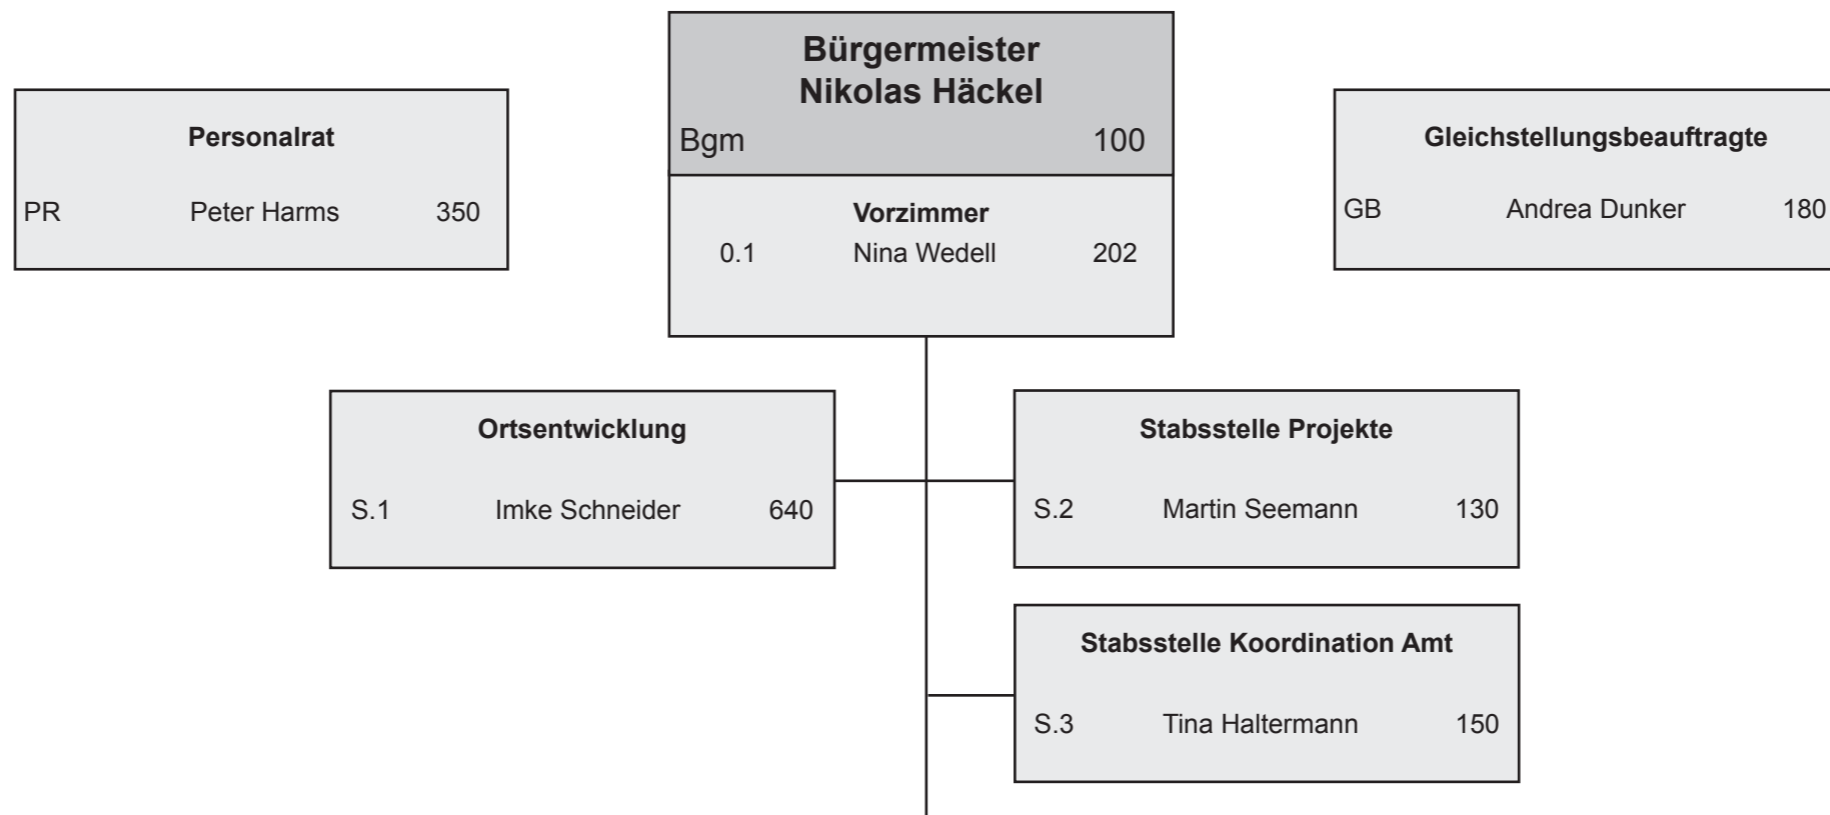 Bürgermeister
Nikolas Häckel
Bgm 100
Vorzimmer
0.1 Nina Wedell 202
Personalrat
PR Peter Harms 350
Gleichstellungsbeauftragte
GB Andrea Dunker 180
Ortsentwicklung
S.1 Imke Schneider 640
Stabsstelle Projekte
S.2 Martin Seemann 130
Stabsstelle Koordination Amt
S.3 Tina Haltermann 150